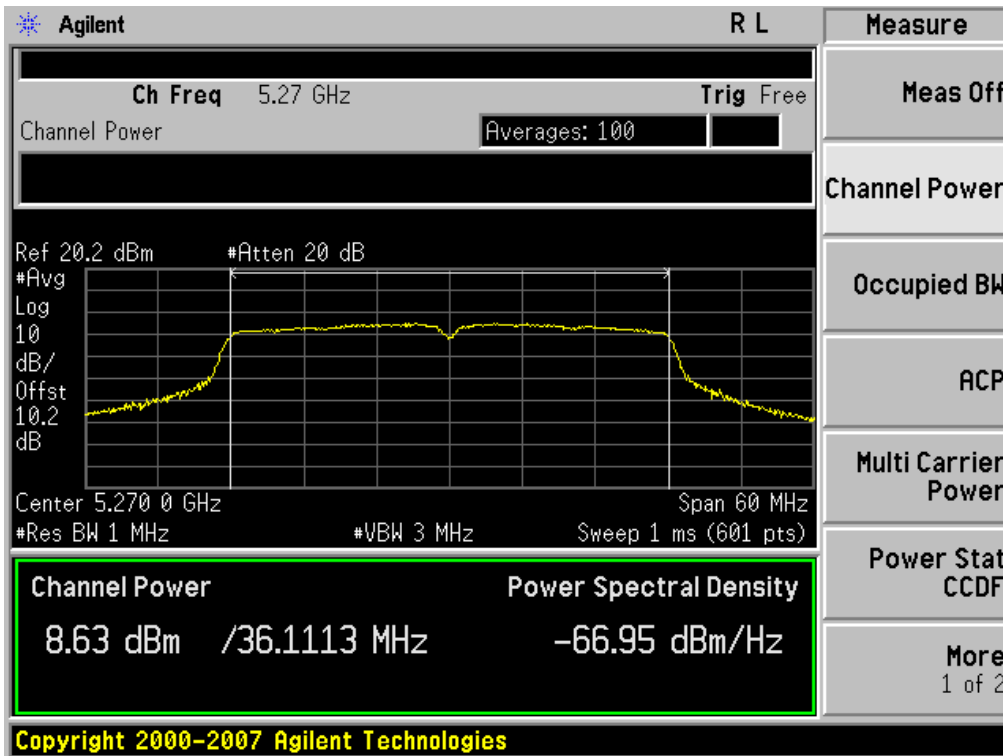 Agilent R L Measure
Ch Freq 5.27 GHz Trig Free
Channel Power Averages: 100
Meas Off
Channel Power
Occupied BW
ACP
Multi Carrier
Power
Power Stat
CCDF
More
1 of 2
Ref 20.2 dBm #Atten 20 dB
#Avg
Log
10
dB/
Offst
10.2
dB
Center 5.270 0 GHz Span 60 MHz
#Res BW 1 MHz #VBW 3 MHz Sweep 1 ms (601 pts)
Channel Power Power Spectral Density
8.63 dBm /36.1113 MHz -66.95 dBm/Hz
Copyright 2000-2007 Agilent Technologies